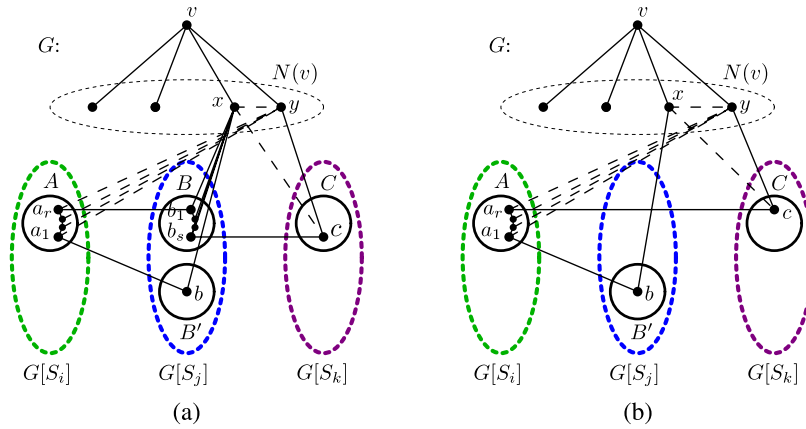 v v
G: G:
N(v) N(v)
x y x y
A B C A C
a_r b_1 a_r
a_1 b_s c a_1 c
b b
B′ B′
G[S_i] G[S_j] G[S_k] G[S_i] G[S_j] G[S_k]
(a) (b)